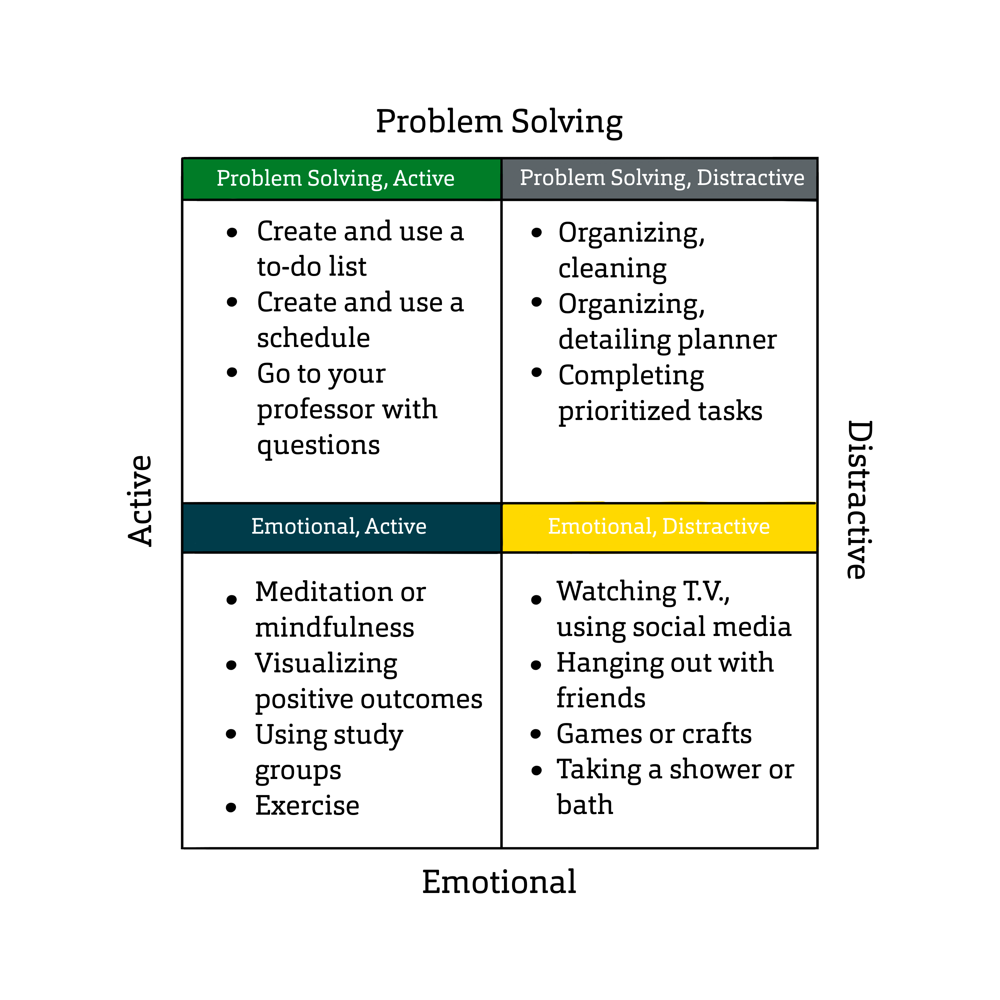 Problem Solving
Problem Solving, Active
Problem Solving, Distractive
• Create and use a
to-do list
• Create and use a
schedule
• Go to your
professor with
questions
• Organizing,
cleaning
• Organizing,
detailing planner
• Completing
prioritized tasks
Active
Distractive
Emotional, Active
Emotional, Distractive
• Meditation or
mindfulness
• Visualizing
positive outcomes
• Using study
groups
• Exercise
• Watching T.V.,
using social media
• Hanging out with
friends
• Games or crafts
• Taking a shower or
bath
Emotional